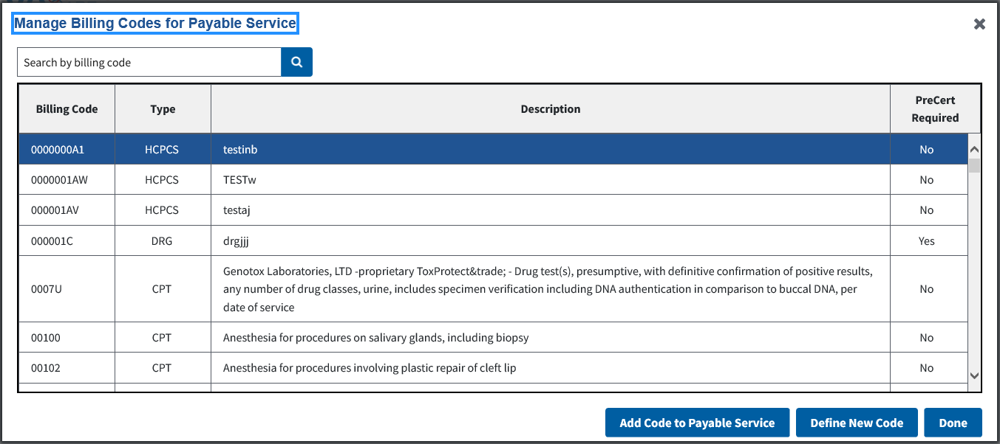 Manage Billing Codes for Payable Service
Search by billing code
Billing Code Type Description PreCert Required
0000000A1 HCPCS testinb No
0000001AW HCPCS TESTw No
000001AV HCPCS testaj No
000001C DRG drgjjj Yes
0007U CPT Genotox Laboratories, LTD -proprietary ToxProtect&trade; - Drug test(s), presumptive, with definitive confirmation of positive results,
any number of drug classes, urine, includes specimen verification including DNA authentication in comparison to buccal DNA, per
date of service No
00100 CPT Anesthesia for procedures on salivary glands, including biopsy No
00102 CPT Anesthesia for procedures involving plastic repair of cleft lip No
Add Code to Payable Service Define New Code Done